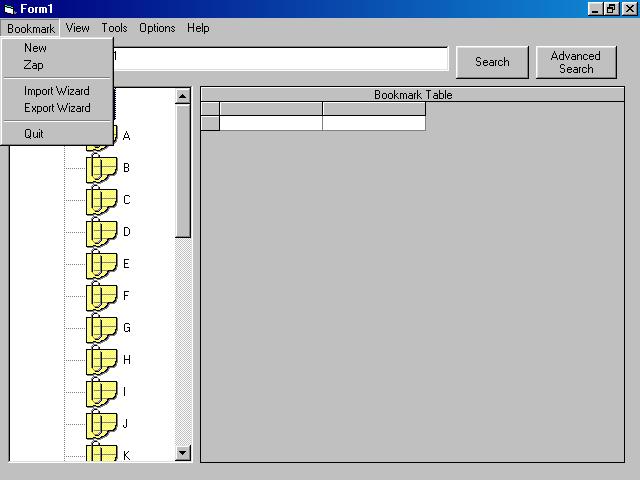 Form1
Bookmark View Tools Options Help
New
Zap
Import Wizard
Export Wizard
Quit
1
Search
Advanced
Search
Bookmark Table
A
B
C
D
E
F
G
H
I
J
K